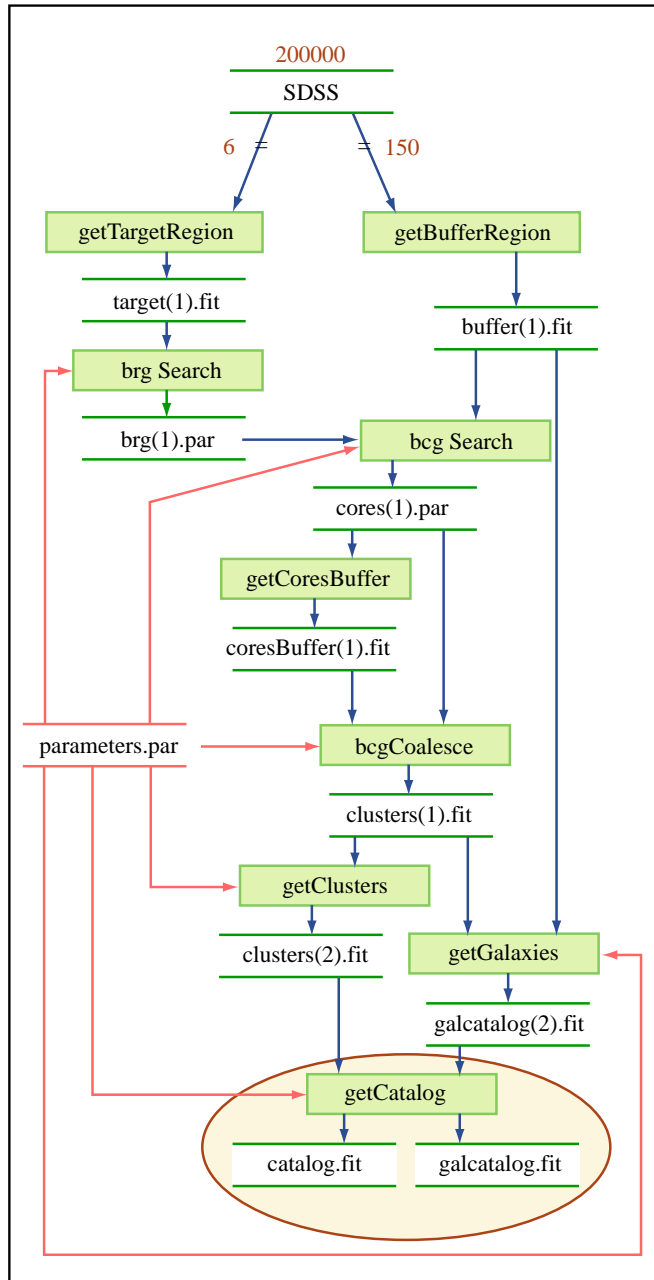 200000
SDSS
6 = = 150
getTargetRegion
getBufferRegion
target(1).fit
buffer(1).fit
brg Search
brg(1).par
bcg Search
cores(1).par
getCoresBuffer
coresBuffer(1).fit
parameters.par
bcgCoalesce
clusters(1).fit
getClusters
clusters(2).fit
getGalaxies
galcatalog(2).fit
getCatalog
catalog.fit
galcatalog.fit